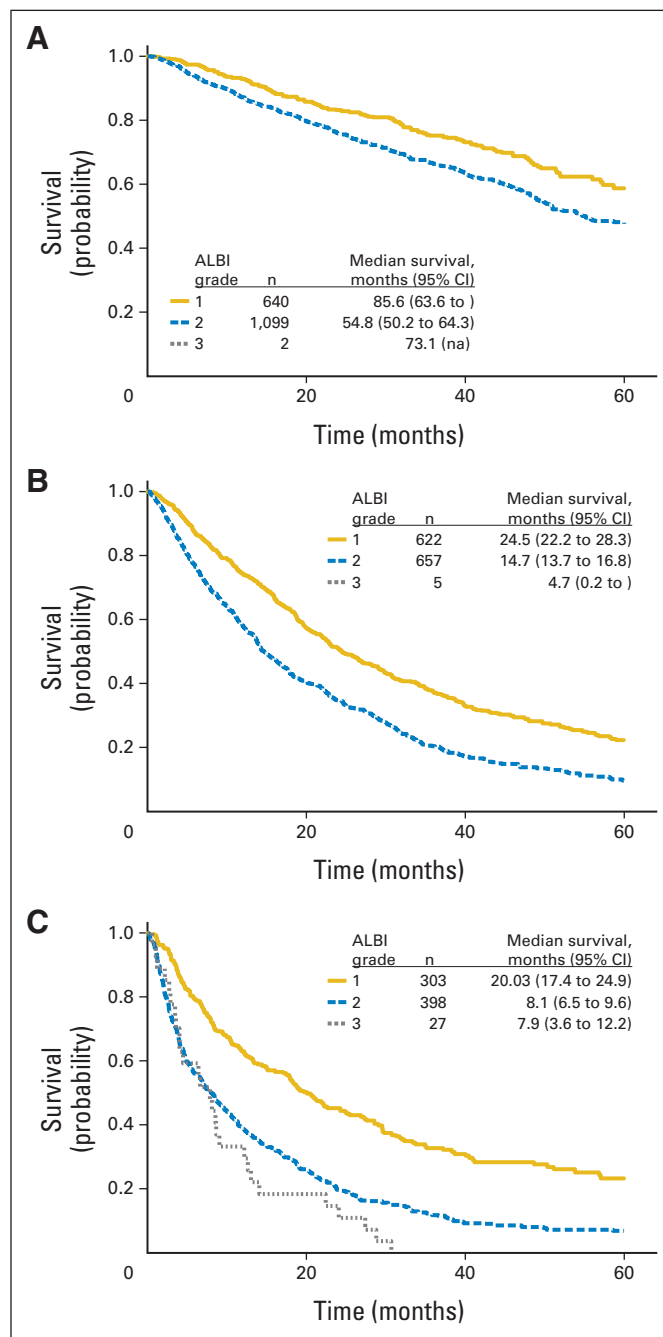 A
1.0
0.8
0.6
0.4
0.2
0
20
40
60
Survival
(probability)
Time (months)
ALBI Median survival,
grade n months (95% CI)
1 640 85.6 (63.6 to )
2 1,099 54.8 (50.2 to 64.3)
3 2 73.1 (na)
B
1.0
0.8
0.6
0.4
0.2
0
20
40
60
Survival
(probability)
Time (months)
ALBI Median survival,
grade n months (95% CI)
1 622 24.5 (22.2 to 28.3)
2 657 14.7 (13.7 to 16.8)
3 5 4.7 (0.2 to )
C
1.0
0.8
0.6
0.4
0.2
0
20
40
60
Survival
(probability)
Time (months)
ALBI Median survival,
grade n months (95% CI)
1 303 20.03 (17.4 to 24.9)
2 398 8.1 (6.5 to 9.6)
3 27 7.9 (3.6 to 12.2)